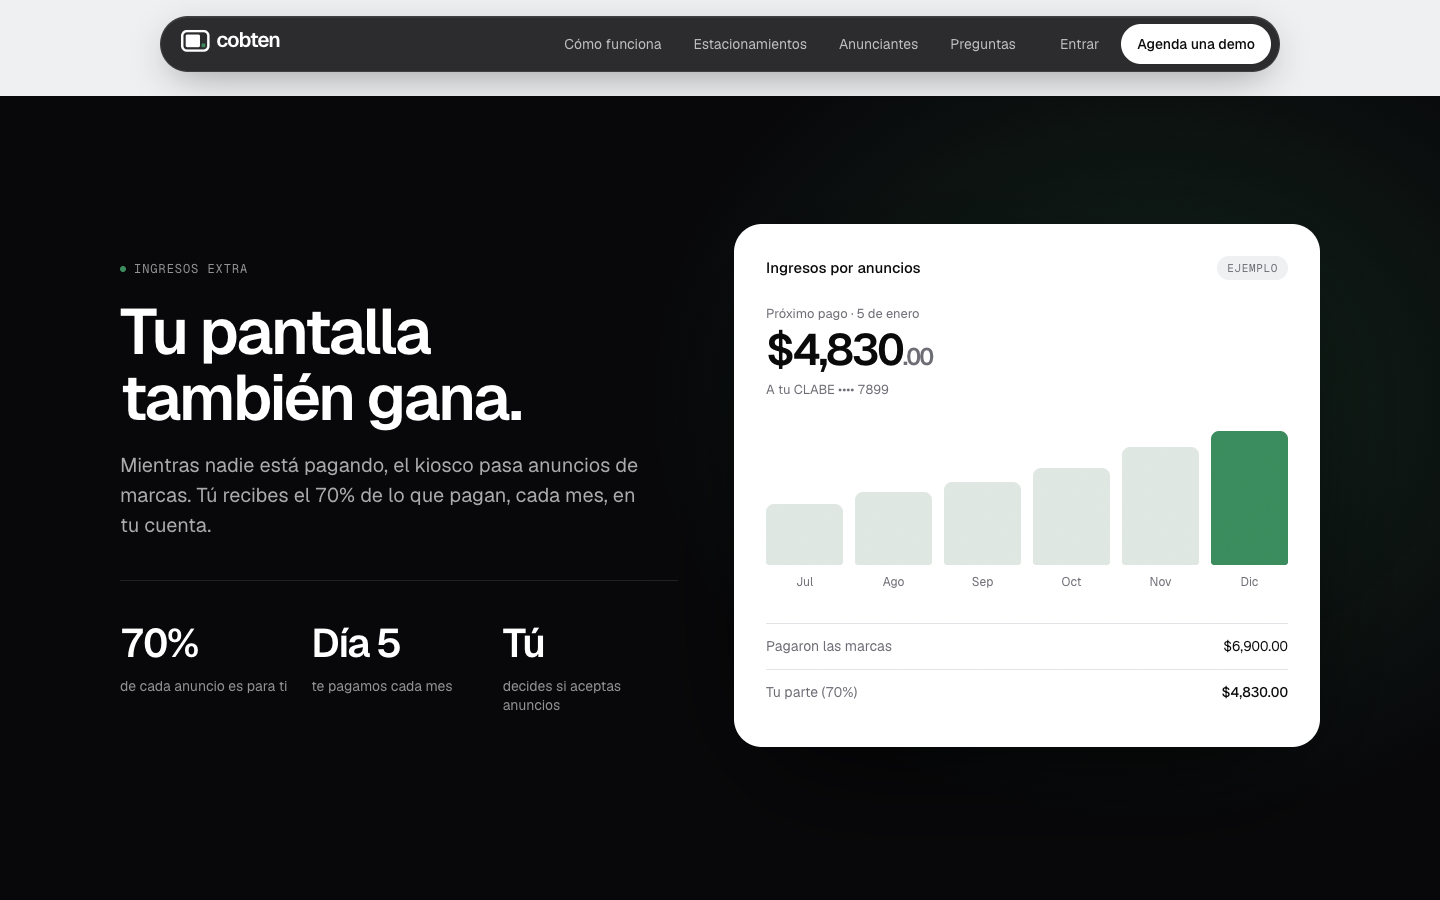 cobten
Cómo funciona
Estacionamientos
Anunciantes
Preguntas
Entrar
Agenda una demo
INGRESOS EXTRA
Tu pantalla
también gana.
Mientras nadie está pagando, el kiosco pasa anuncios de
marcas. Tú recibes el 70% de lo que pagan, cada mes, en
tu cuenta.
70%
de cada anuncio es para ti
Día 5
te pagamos cada mes
Tú
decides si aceptas
anuncios
Ingresos por anuncios
EJEMPLO
Próximo pago · 5 de enero
$4,830.00
A tu CLABE •••• 7899
Jul
Ago
Sep
Oct
Nov
Dic
Pagaron las marcas
$6,900.00
Tu parte (70%)
$4,830.00